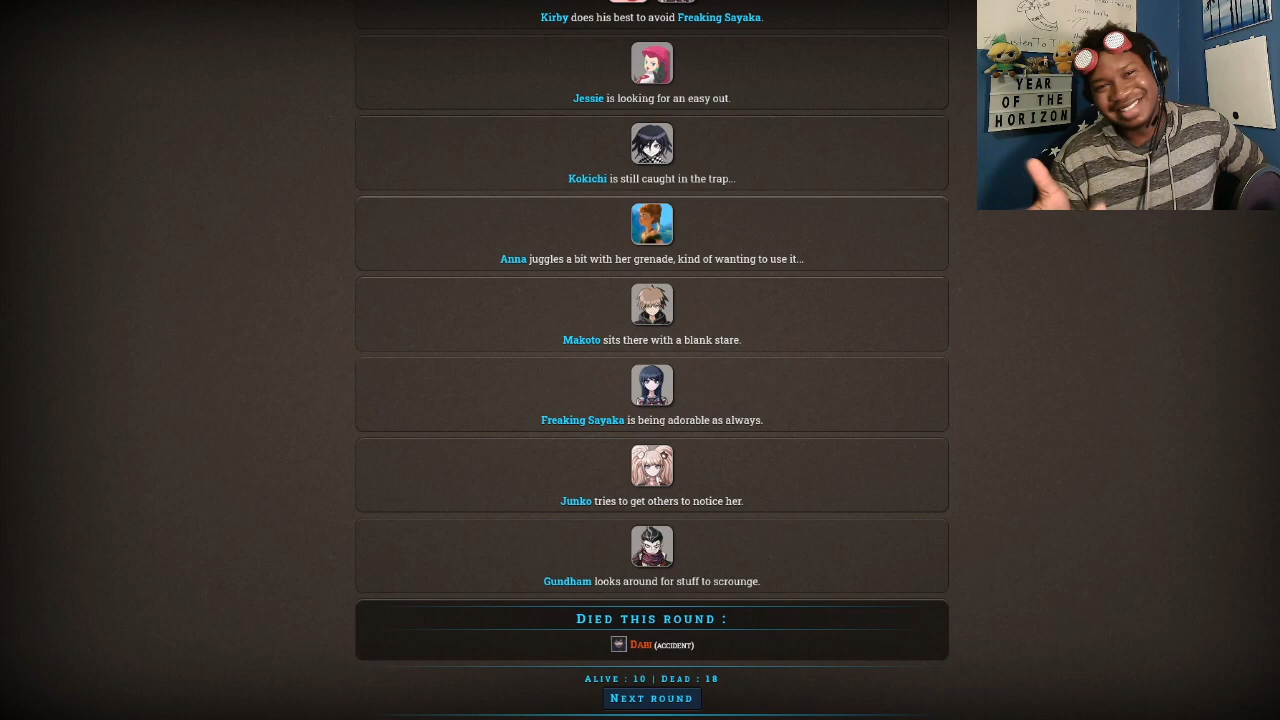 Kirby does his best to avoid Freaking Sayaka.
Jessie is looking for an easy out.
Kokichi is still caught in the trap...
Anna juggles a bit with her grenade, kind of wanting to use it...
Makoto sits there with a blank stare.
Freaking Sayaka is being adorable as always.
Junko tries to get others to notice her.
Gundham looks around for stuff to scrounge.
DIED THIS ROUND :
DABI (ACCIDENT)
ALIVE : 10 | DEAD : 18
NEXT ROUND
YEAR
OF THE
HORIZON